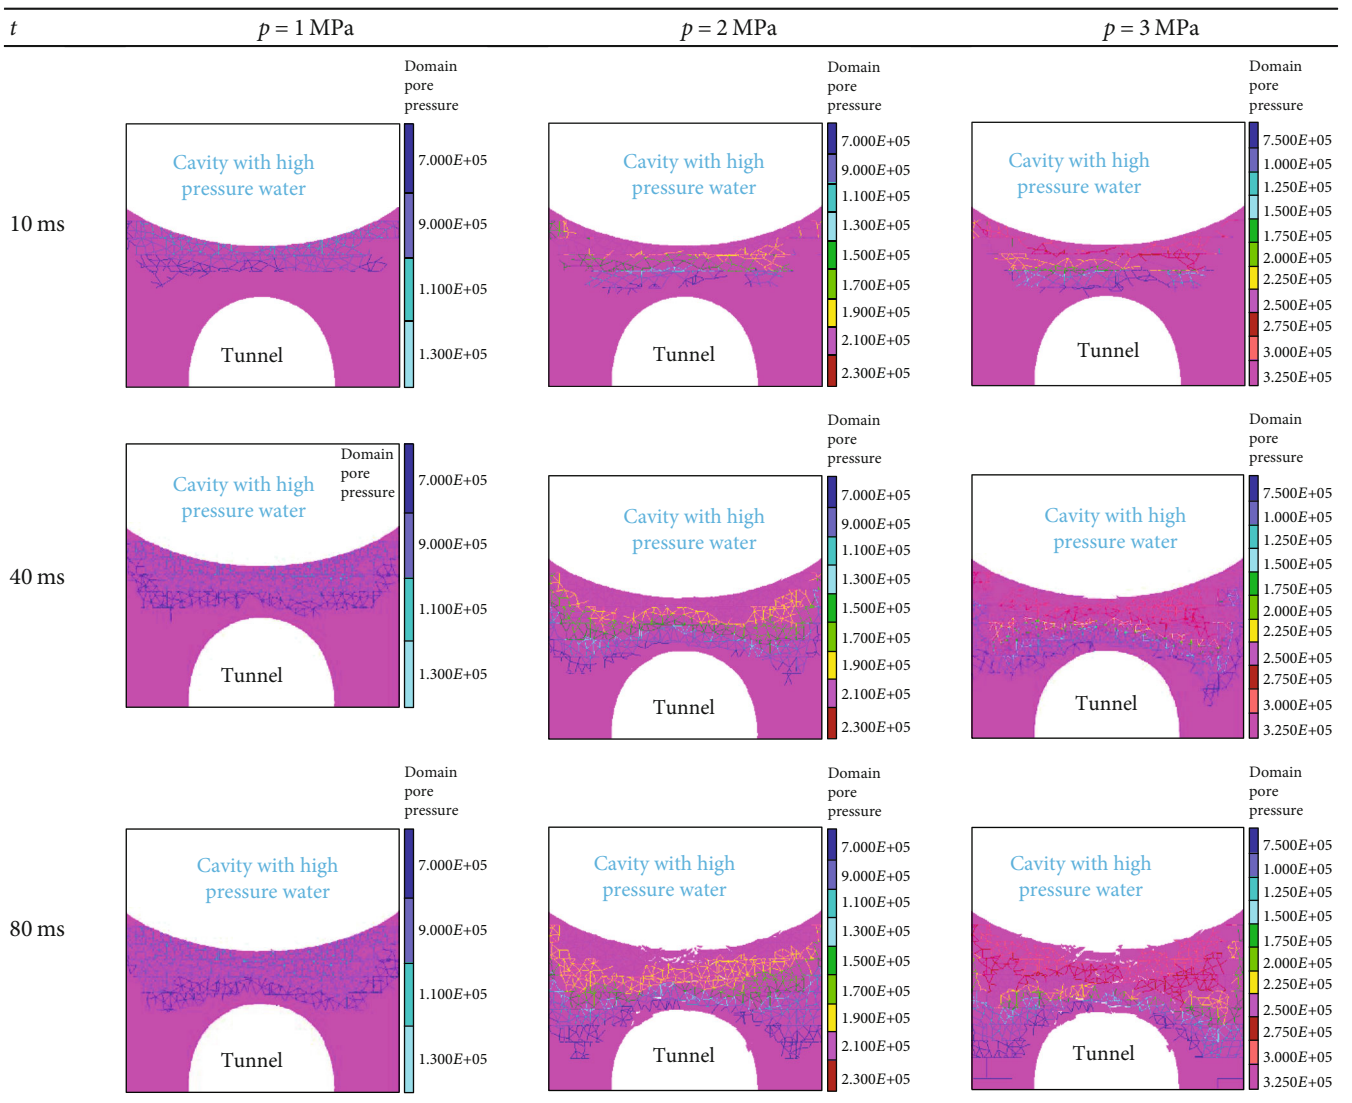 t p = 1 MPa p = 2 MPa p = 3 MPa
10 ms
Domain
pore
pressure
Cavity with high
pressure water
Tunnel
7.000E+05
9.000E+05
1.100E+05
1.300E+05
Domain
pore
pressure
Cavity with high
pressure water
Tunnel
7.000E+05
9.000E+05
1.100E+05
1.300E+05
1.500E+05
1.700E+05
1.900E+05
2.100E+05
2.300E+05
Domain
pore
pressure
Cavity with high
pressure water
Tunnel
7.500E+05
1.000E+05
1.250E+05
1.500E+05
1.750E+05
2.000E+05
2.250E+05
2.500E+05
2.750E+05
3.000E+05
3.250E+05
40 ms
Domain
pore
pressure
Cavity with high
pressure water
Tunnel
7.000E+05
9.000E+05
1.100E+05
1.300E+05
Domain
pore
pressure
Cavity with high
pressure water
Tunnel
7.000E+05
9.000E+05
1.100E+05
1.300E+05
1.500E+05
1.700E+05
1.900E+05
2.100E+05
2.300E+05
Domain
pore
pressure
Cavity with high
pressure water
Tunnel
7.500E+05
1.000E+05
1.250E+05
1.500E+05
1.750E+05
2.000E+05
2.250E+05
2.500E+05
2.750E+05
3.000E+05
3.250E+05
80 ms
Domain
pore
pressure
Cavity with high
pressure water
Tunnel
7.000E+05
9.000E+05
1.100E+05
1.300E+05
Domain
pore
pressure
Cavity with high
pressure water
Tunnel
7.000E+05
9.000E+05
1.100E+05
1.300E+05
1.500E+05
1.700E+05
1.900E+05
2.100E+05
2.300E+05
Domain
pore
pressure
Cavity with high
pressure water
Tunnel
7.500E+05
1.000E+05
1.250E+05
1.500E+05
1.750E+05
2.000E+05
2.250E+05
2.500E+05
2.750E+05
3.000E+05
3.250E+05